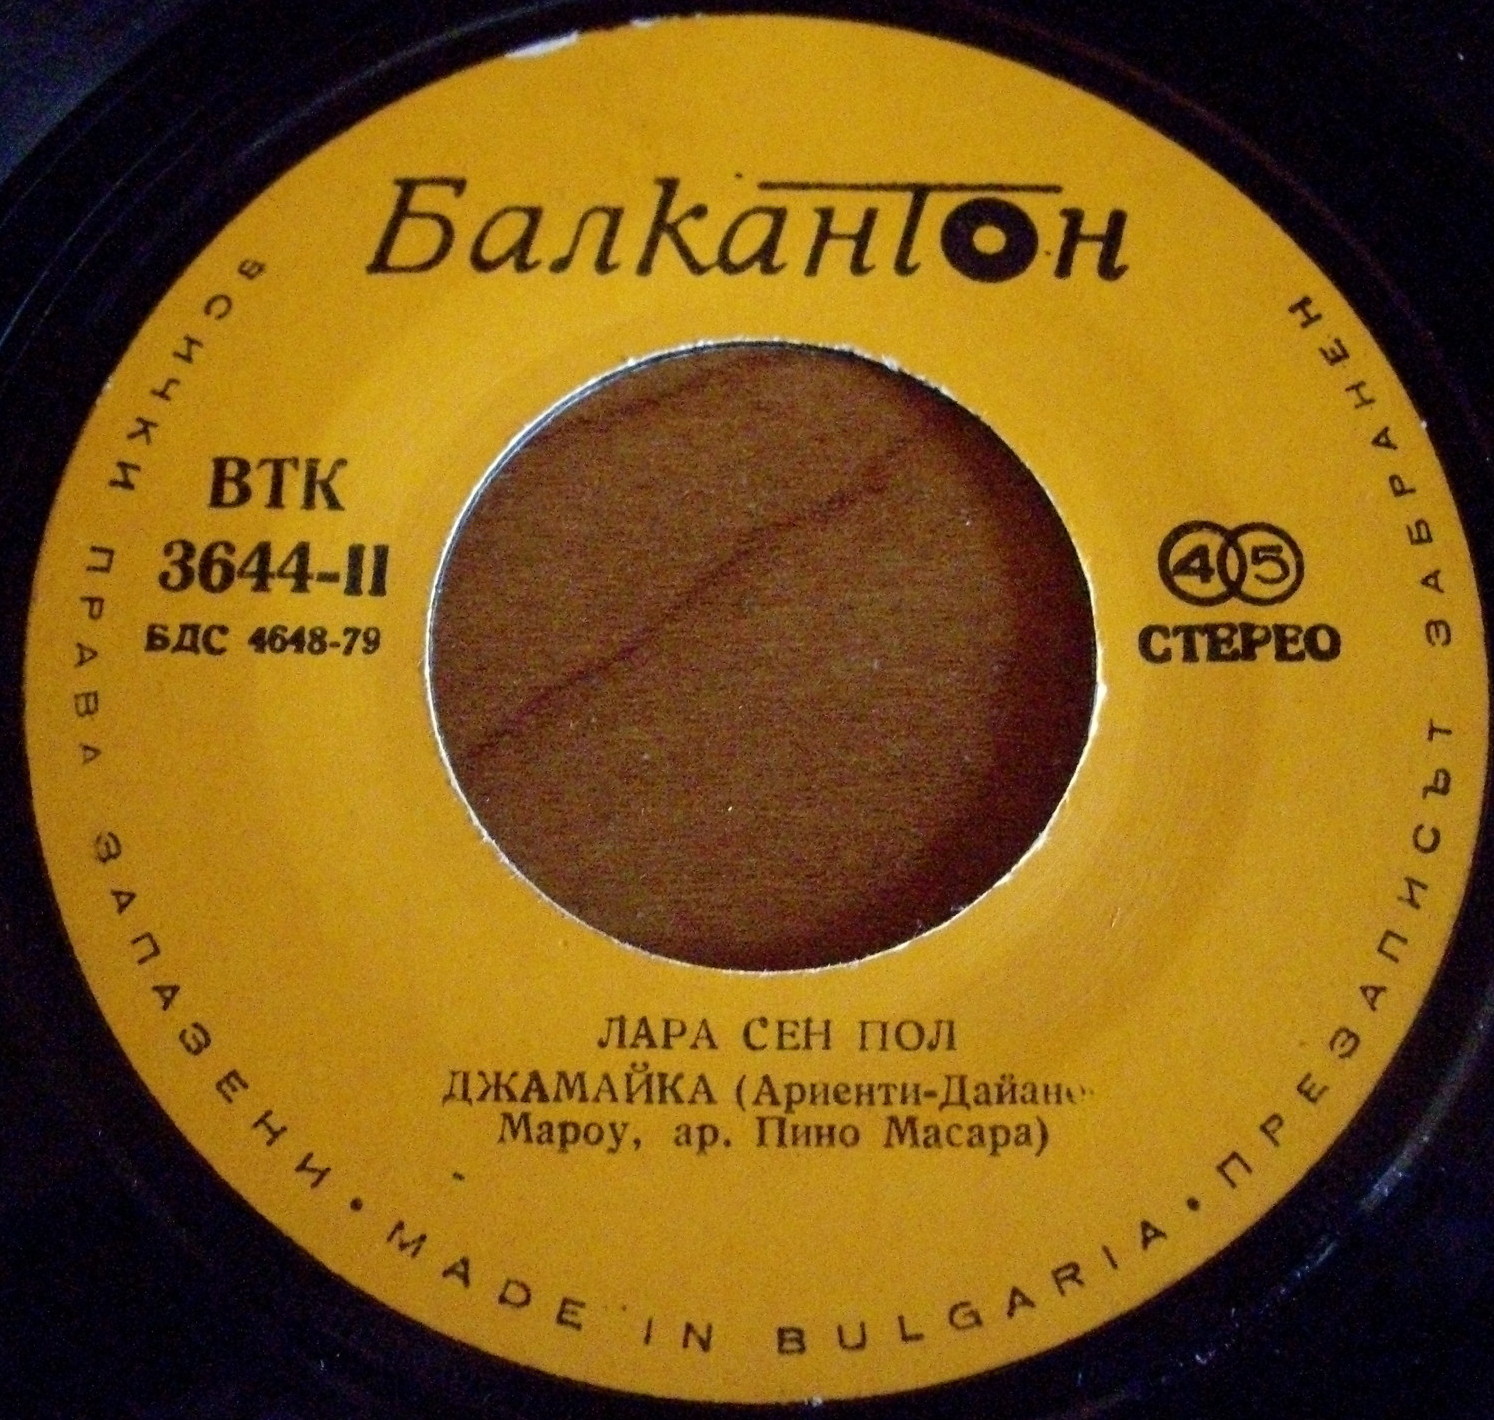 Балкантон
ВТК
3644-II
БДС 4648-79
45
СТЕРЕО
ЛАРА СЕН ПОЛ
ДЖАМАЙКА (Ариенти-Дайано
Мароу, ар. Пино Масара)
ВСИЧКИ ПРАВА ЗАПАЗЕНИ • MADE IN BULGARIA • ПРЕЗАПИСЪТ ЗАБРАНЕН